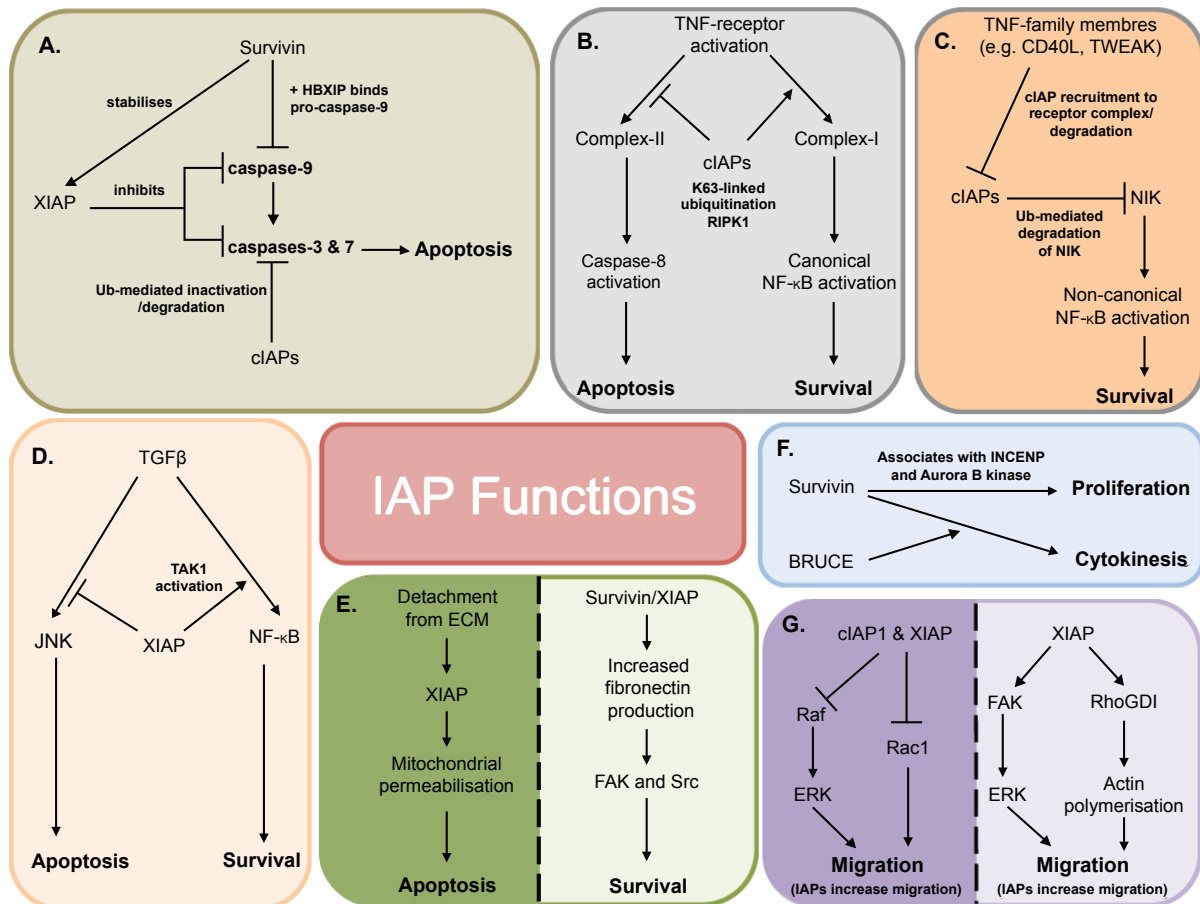 A.
Survivin
stabilises
+ HBXIP binds
pro-caspase-9
caspase-9
XIAP
inhibits
caspases-3 & 7
Apoptosis
Ub-mediated inactivation
/degradation
cIAPs
B.
TNF-receptor
activation
Complex-II
cIAPs
Complex-I
K63-linked
ubiquitination
RIPK1
Caspase-8
activation
Canonical
NF-κB activation
Apoptosis
Survival
C.
TNF-family membres
(e.g. CD40L, TWEAK)
cIAP recruitment to
receptor complex/
degradation
cIAPs
NIK
Ub-mediated
degradation
of NIK
Non-canonical
NF-κB activation
Survival
D.
TGFβ
TAK1
activation
JNK
XIAP
NF-κB
Apoptosis
Survival
IAP Functions
E.
Detachment
from ECM
XIAP
Mitochondrial
permeabilisation
Apoptosis
Survivin/XIAP
Increased
fibronectin
production
FAK and Src
Survival
F.
Associates with INCENP
and Aurora B kinase
Survivin
Proliferation
BRUCE
Cytokinesis
G.
cIAP1 & XIAP
Raf
Rac1
ERK
Migration
(IAPs increase migration)
XIAP
FAK
RhoGDI
ERK
Actin
polymerisation
Migration
(IAPs increase migration)